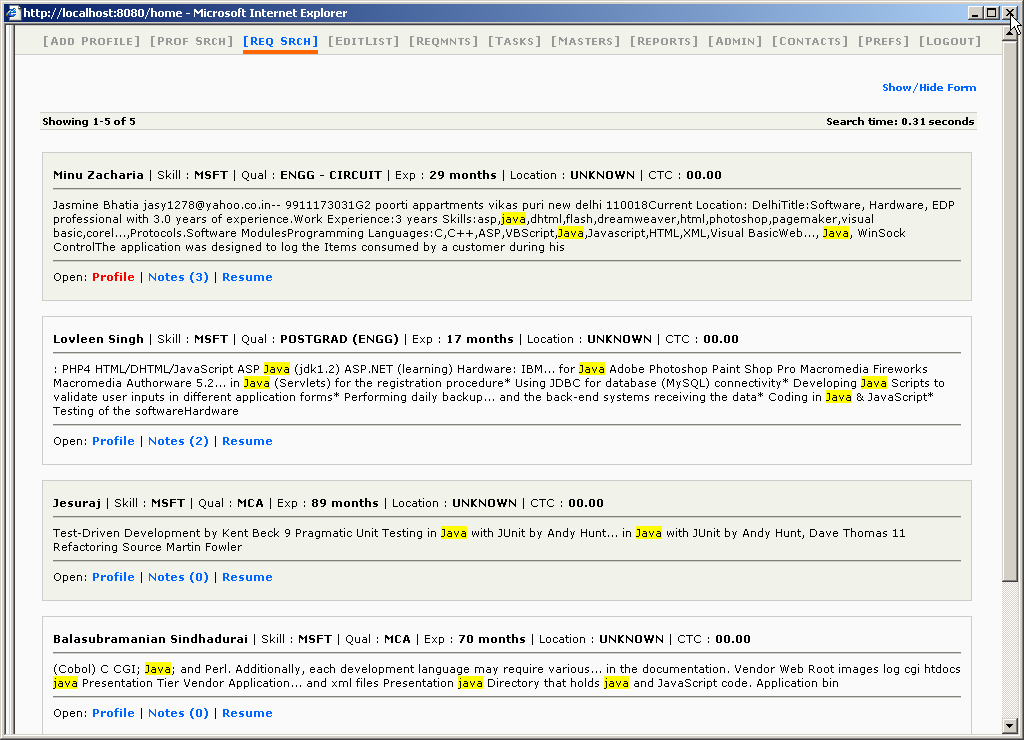 http://localhost:8080/home - Microsoft Internet Explorer
[ADD PROFILE] [PROF SRCH] [REQ SRCH] [EDITLIST] [REQMNTS] [TASKS] [MASTERS] [REPORTS] [ADMIN] [CONTACTS] [PREFS] [LOGOUT]
Show/Hide Form
Showing 1-5 of 5 Search time: 0.31 seconds
Minu Zacharia | Skill : MSFT | Qual : ENGG - CIRCUIT | Exp : 29 months | Location : UNKNOWN | CTC : 00.00
Jasmine Bhatia jasy1278@yahoo.co.in-- 9911173031G2 poorti appartments vikas puri new delhi 110018Current Location: DelhiTitle:Software, Hardware, EDP
professional with 3.0 years of experience.Work Experience:3 years Skills:asp,java,dhtml,flash,dreamweaver,html,photoshop,pagemaker,visual
basic,corel...,Protocols.Software ModulesProgramming Languages:C,C++,ASP,VBScript,Java,Javascript,HTML,XML,Visual BasicWeb..., Java, WinSock
ControlThe application was designed to log the Items consumed by a customer during his
Open: Profile | Notes (3) | Resume
Lovleen Singh | Skill : MSFT | Qual : POSTGRAD (ENGG) | Exp : 17 months | Location : UNKNOWN | CTC : 00.00
: PHP4 HTML/DHTML/JavaScript ASP Java (jdk1.2) ASP.NET (learning) Hardware: IBM... for Java Adobe Photoshop Paint Shop Pro Macromedia Fireworks
Macromedia Authorware 5.2... in Java (Servlets) for the registration procedure* Using JDBC for database (MySQL) connectivity* Developing Java Scripts to
validate user inputs in different application forms* Performing daily backup... and the back-end systems receiving the data* Coding in Java & JavaScript*
Testing of the softwareHardware
Open: Profile | Notes (2) | Resume
Jesuraj | Skill : MSFT | Qual : MCA | Exp : 89 months | Location : UNKNOWN | CTC : 00.00
Test-Driven Development by Kent Beck 9 Pragmatic Unit Testing in Java with JUnit by Andy Hunt... in Java with JUnit by Andy Hunt, Dave Thomas 11
Refactoring Source Martin Fowler
Open: Profile | Notes (0) | Resume
Balasubramanian Sindhadurai | Skill : MSFT | Qual : MCA | Exp : 70 months | Location : UNKNOWN | CTC : 00.00
(Cobol) C CGI; Java; and Perl. Additionally, each development language may require various... in the documentation. Vendor Web Root images log cgi htdocs
java Presentation Tier Vendor Application... and xml files Presentation java Directory that holds java and JavaScript code. Application bin
Open: Profile | Notes (0) | Resume